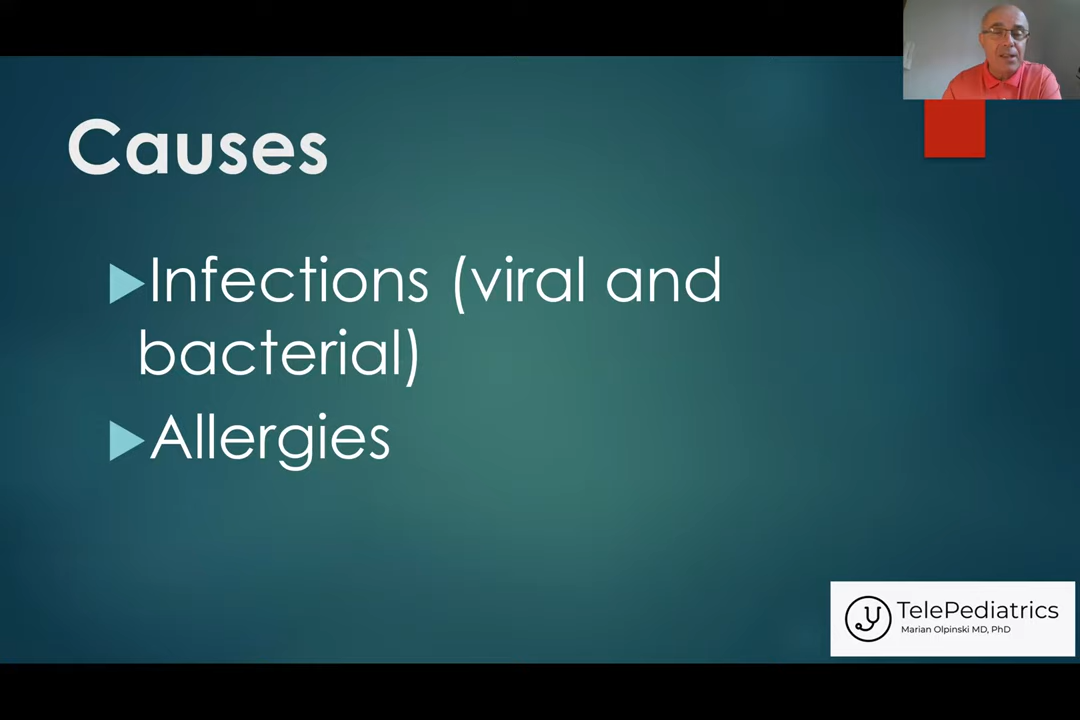 Causes
Infections (viral and
bacterial)
Allergies
TelePediatrics
Marian Olpinski MD, PhD